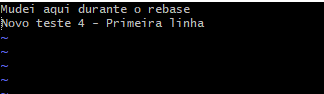 Mudei aqui durante o rebase
Novo teste 4 - Primeira linha
~
~
~
~
~